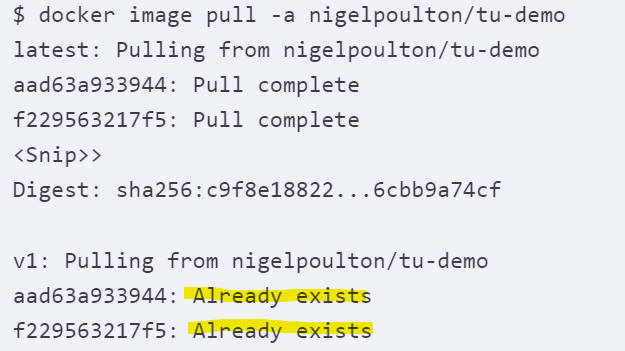 $ docker image pull -a nigelpoulton/tu-demo
latest: Pulling from nigelpoulton/tu-demo
aad63a933944: Pull complete
f229563217f5: Pull complete
<Snip>>
Digest: sha256:c9f8e18822...6cbb9a74cf
v1: Pulling from nigelpoulton/tu-demo
aad63a933944: Already exists
f229563217f5: Already exists